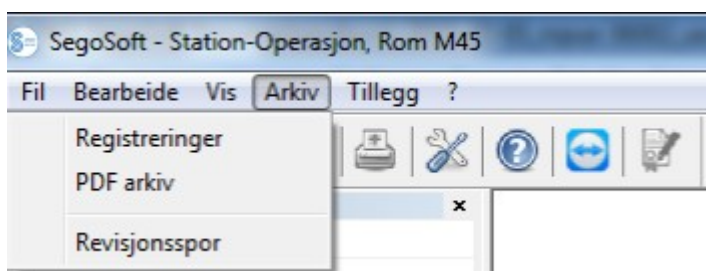 SegoSoft - Station-Operasjon, Rom M45
Fil Bearbeide Vis Arkiv Tillegg ?
Registreringer
PDF arkiv
Revisjonsspor